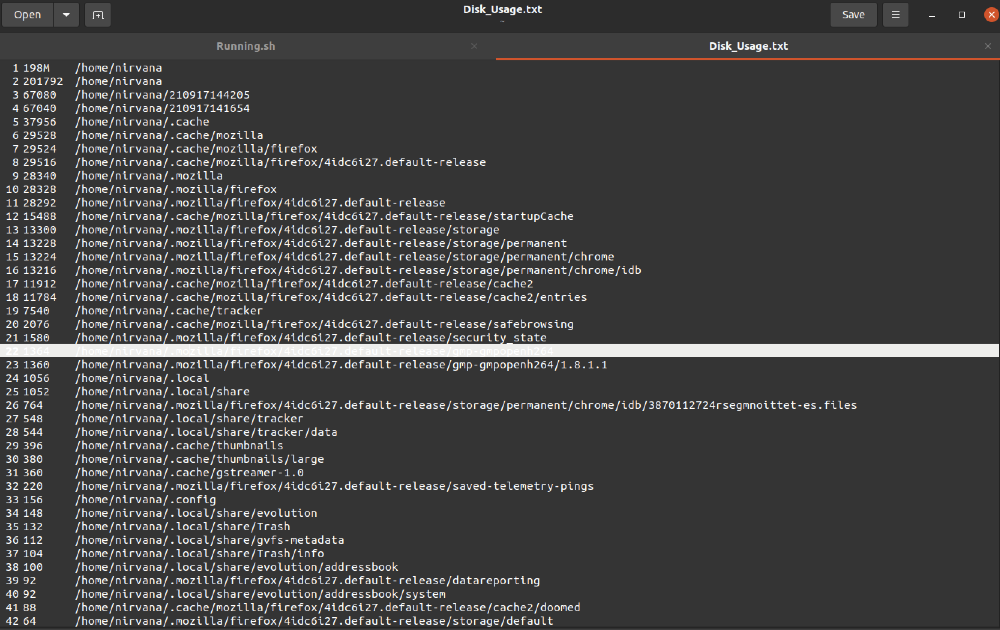 Open
Disk_Usage.txt
~
Save
Running.sh
Disk_Usage.txt
1 198M /home/nirvana
2 201792 /home/nirvana
3 67080 /home/nirvana/210917144205
4 67040 /home/nirvana/210917141654
5 37956 /home/nirvana/.cache
6 29528 /home/nirvana/.cache/mozilla
7 29524 /home/nirvana/.cache/mozilla/firefox
8 29516 /home/nirvana/.cache/mozilla/firefox/4idc6i27.default-release
9 28340 /home/nirvana/.mozilla
10 28328 /home/nirvana/.mozilla/firefox
11 28292 /home/nirvana/.mozilla/firefox/4idc6i27.default-release
12 15488 /home/nirvana/.cache/mozilla/firefox/4idc6i27.default-release/startupCache
13 13300 /home/nirvana/.mozilla/firefox/4idc6i27.default-release/storage
14 13228 /home/nirvana/.mozilla/firefox/4idc6i27.default-release/storage/permanent
15 13224 /home/nirvana/.mozilla/firefox/4idc6i27.default-release/storage/permanent/chrome
16 13216 /home/nirvana/.mozilla/firefox/4idc6i27.default-release/storage/permanent/chrome/idb
17 11912 /home/nirvana/.cache/mozilla/firefox/4idc6i27.default-release/cache2
18 11784 /home/nirvana/.cache/mozilla/firefox/4idc6i27.default-release/cache2/entries
19 7540 /home/nirvana/.cache/tracker
20 2076 /home/nirvana/.cache/mozilla/firefox/4idc6i27.default-release/safebrowsing
21 1580 /home/nirvana/.mozilla/firefox/4idc6i27.default-release/security_state
22 1364 /home/nirvana/.mozilla/firefox/4idc6i27.default-release/gmp-gmpopenh264
23 1360 /home/nirvana/.mozilla/firefox/4idc6i27.default-release/gmp-gmpopenh264/1.8.1.1
24 1056 /home/nirvana/.local
25 1052 /home/nirvana/.local/share
26 764 /home/nirvana/.mozilla/firefox/4idc6i27.default-release/storage/permanent/chrome/idb/3870112724rsegmnoittet-es.files
27 548 /home/nirvana/.local/share/tracker
28 544 /home/nirvana/.local/share/tracker/data
29 396 /home/nirvana/.cache/thumbnails
30 380 /home/nirvana/.cache/thumbnails/large
31 360 /home/nirvana/.cache/gstreamer-1.0
32 220 /home/nirvana/.mozilla/firefox/4idc6i27.default-release/saved-telemetry-pings
33 156 /home/nirvana/.config
34 148 /home/nirvana/.local/share/evolution
35 132 /home/nirvana/.local/share/Trash
36 112 /home/nirvana/.local/share/gvfs-metadata
37 104 /home/nirvana/.local/share/Trash/info
38 100 /home/nirvana/.local/share/evolution/addressbook
39 92 /home/nirvana/.mozilla/firefox/4idc6i27.default-release/datareporting
40 92 /home/nirvana/.local/share/evolution/addressbook/system
41 88 /home/nirvana/.cache/mozilla/firefox/4idc6i27.default-release/cache2/doomed
42 64 /home/nirvana/.mozilla/firefox/4idc6i27.default-release/storage/default